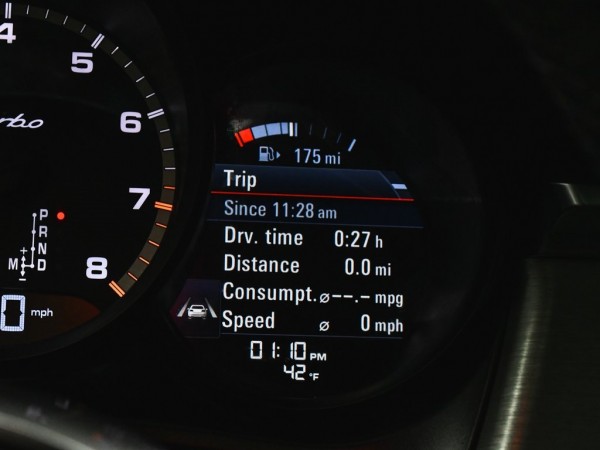 4
5
6
7
8
rbo
P
R
N
M D
+
−
0 mph
175 mi
Trip
Since 11:28 am
Drv. time 0:27 h
Distance 0.0 mi
Consumpt. ⌀--.- mpg
Speed ⌀ 0 mph
01:10 PM
42 °F